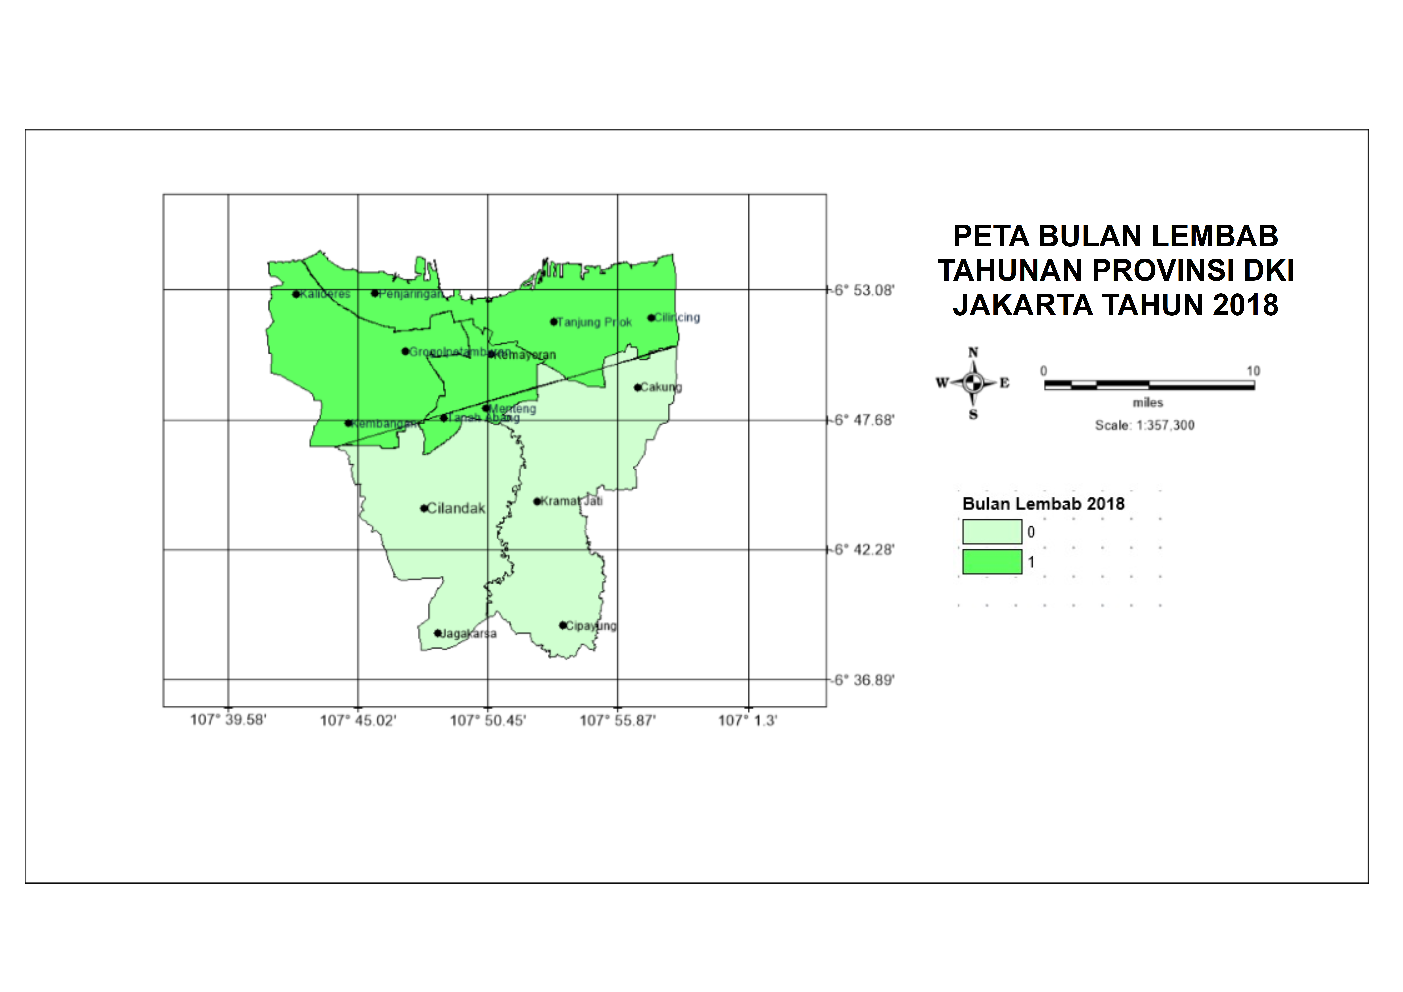 PETA BULAN LEMBAB
TAHUNAN PROVINSI DKI
JAKARTA TAHUN 2018
N
W E
S
0 10
miles
Scale: 1:357,300
Bulan Lembab 2018
0
1
Kalideres
Penjaringan
Tanjung Priok
Cilincing
Grogolpetamburan
Kemayoran
Cakung
Menteng
Tanah Abang
Kembangan
Kramat Jati
Cilandak
Cipayung
Jagakarsa
-6° 53.08'
-6° 47.68'
-6° 42.28'
-6° 36.89'
107° 39.58' 107° 45.02' 107° 50.45' 107° 55.87' 107° 1.3'